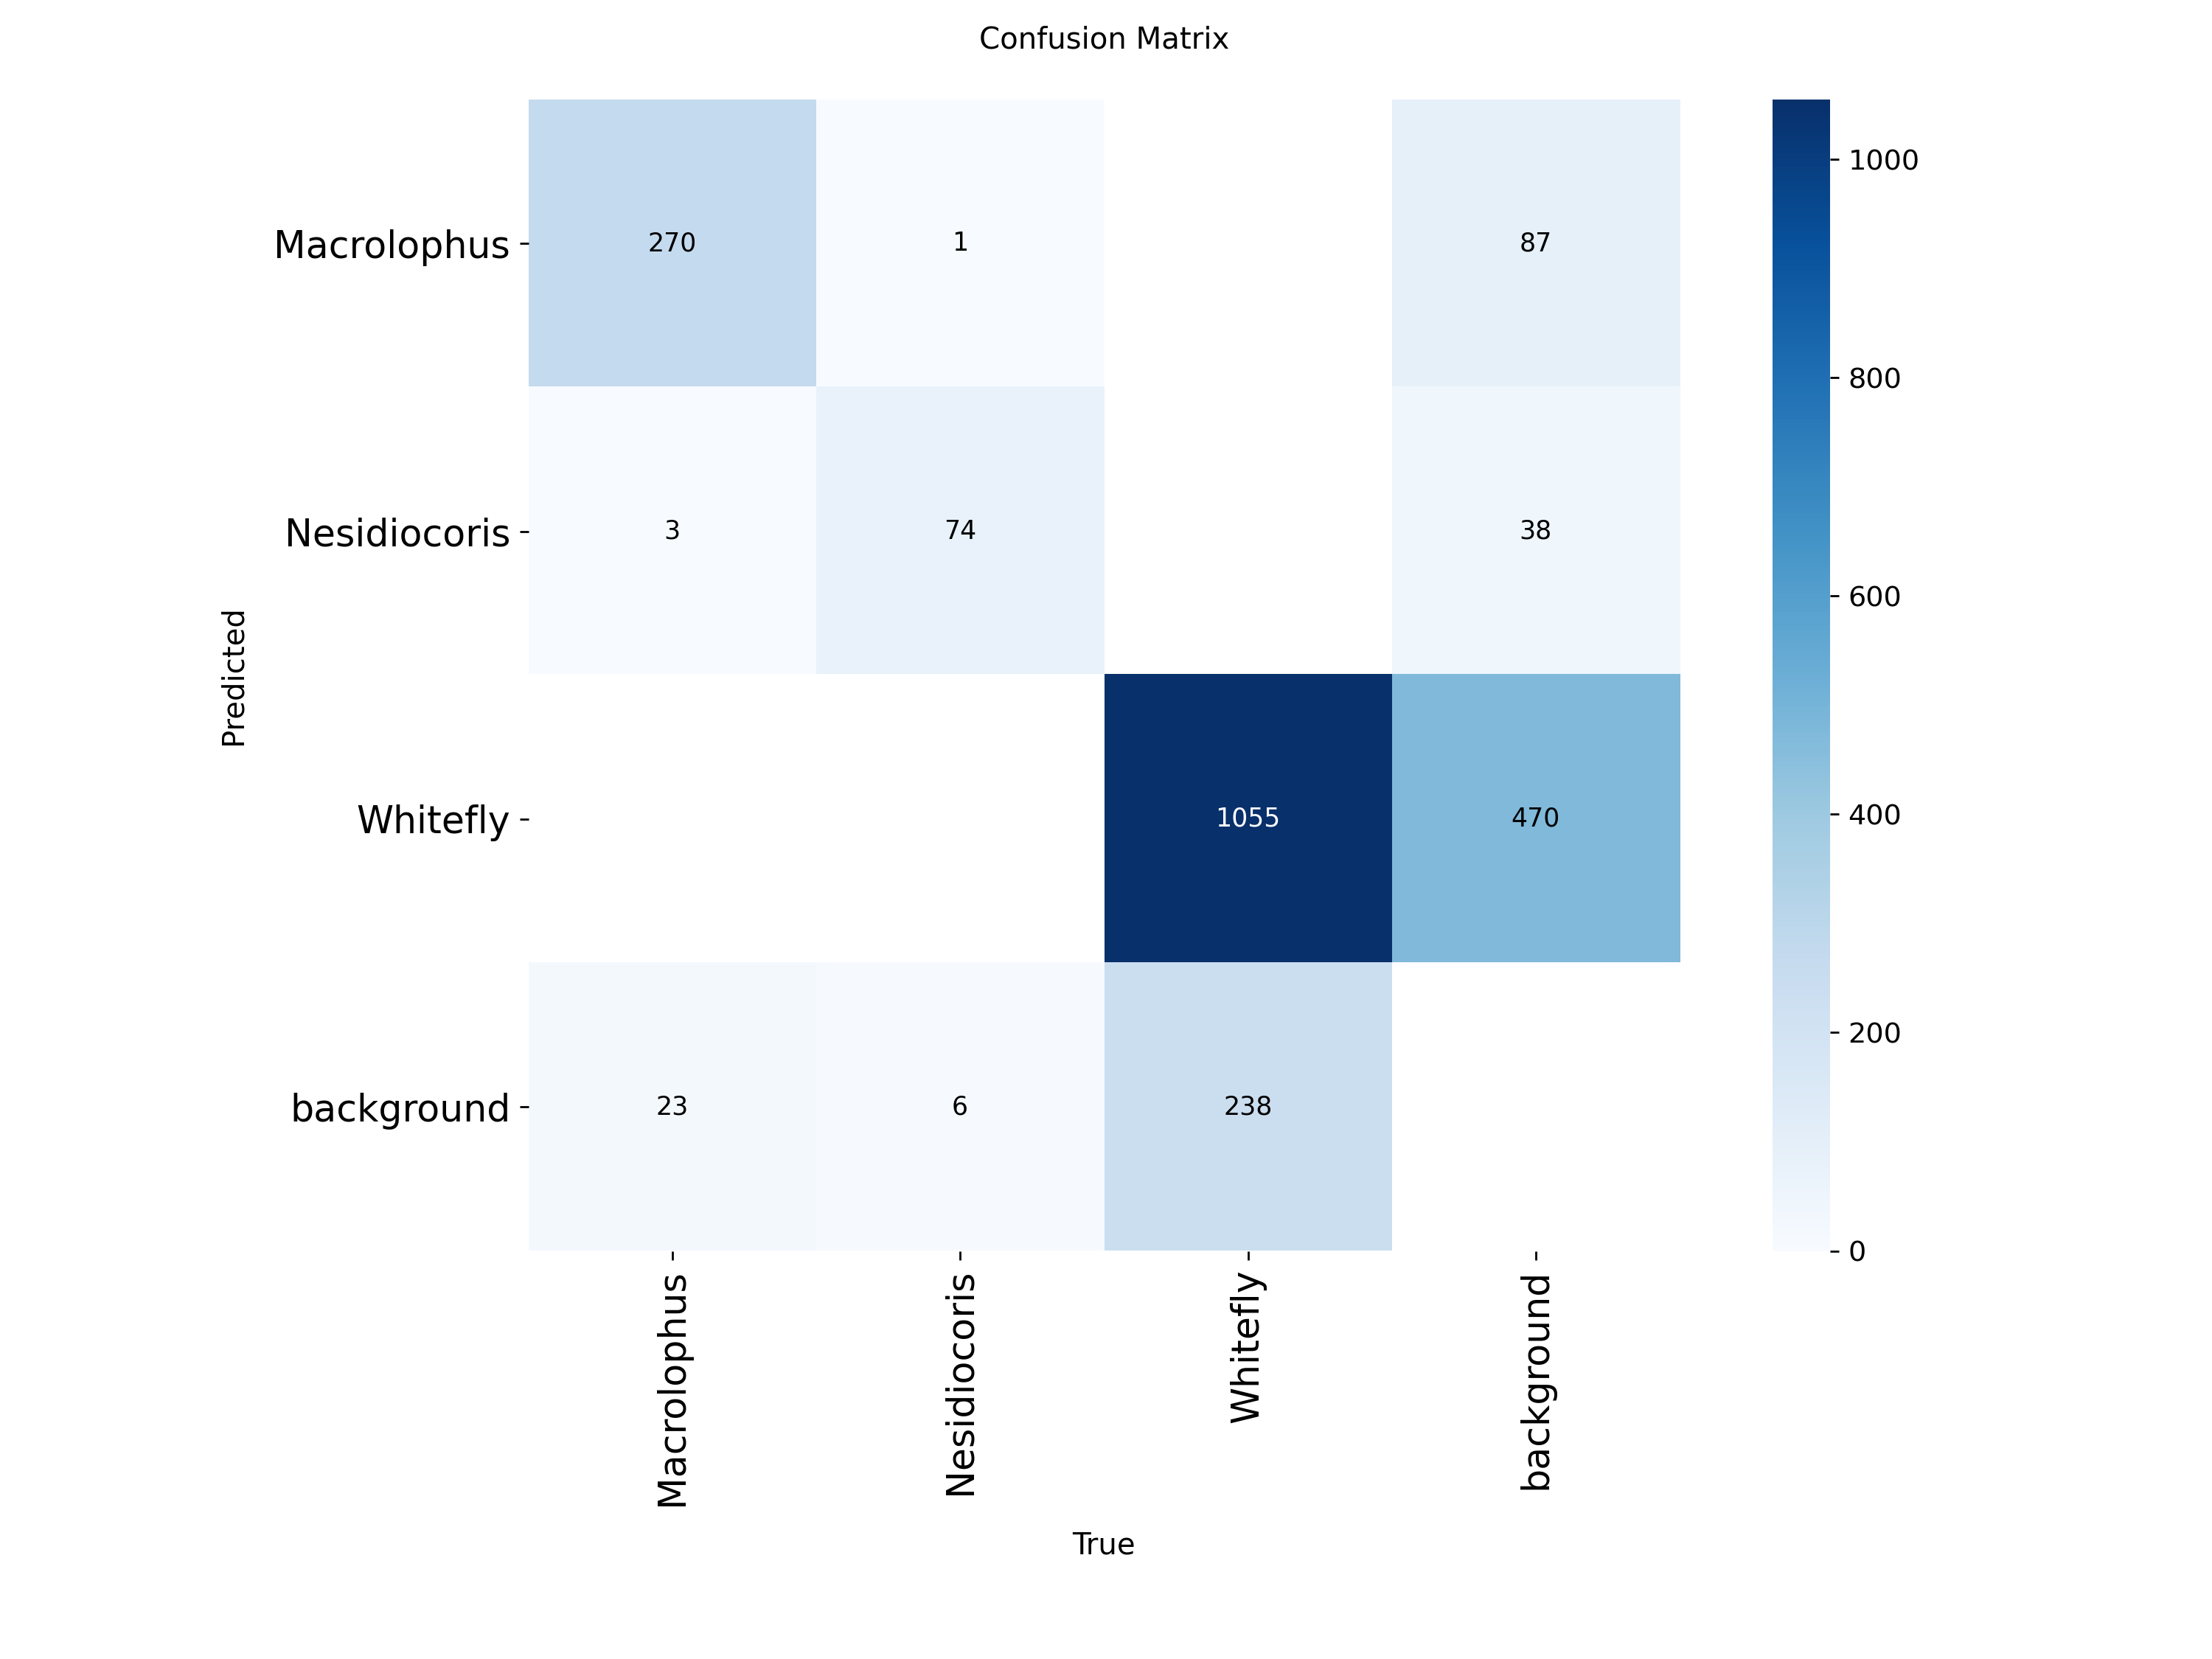 Confusion Matrix
Macrolophus
270
1
87
Nesidiocoris
3
74
38
Whitefly
1055
470
background
23
6
238
Predicted
Macrolophus
Nesidiocoris
Whitefly
background
True
1000
800
600
400
200
0